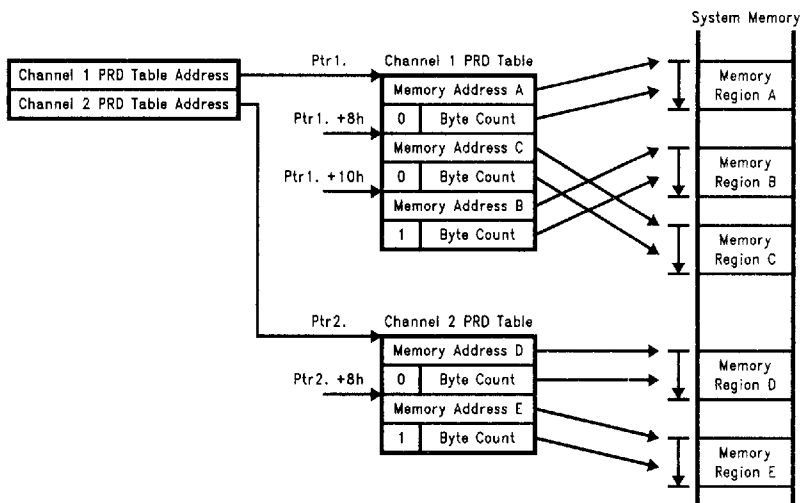 System Memory
Ptr1.
Channel 1 PRD Table
Channel 1 PRD Table Address
Channel 2 PRD Table Address
Memory Address A
0 Byte Count
Ptr1. +8h
Memory Address C
0 Byte Count
Ptr1. +10h
Memory Address B
1 Byte Count
Memory
Region A
Memory
Region B
Memory
Region C
Ptr2.
Channel 2 PRD Table
Memory Address D
0 Byte Count
Ptr2. +8h
Memory Address E
1 Byte Count
Memory
Region D
Memory
Region E